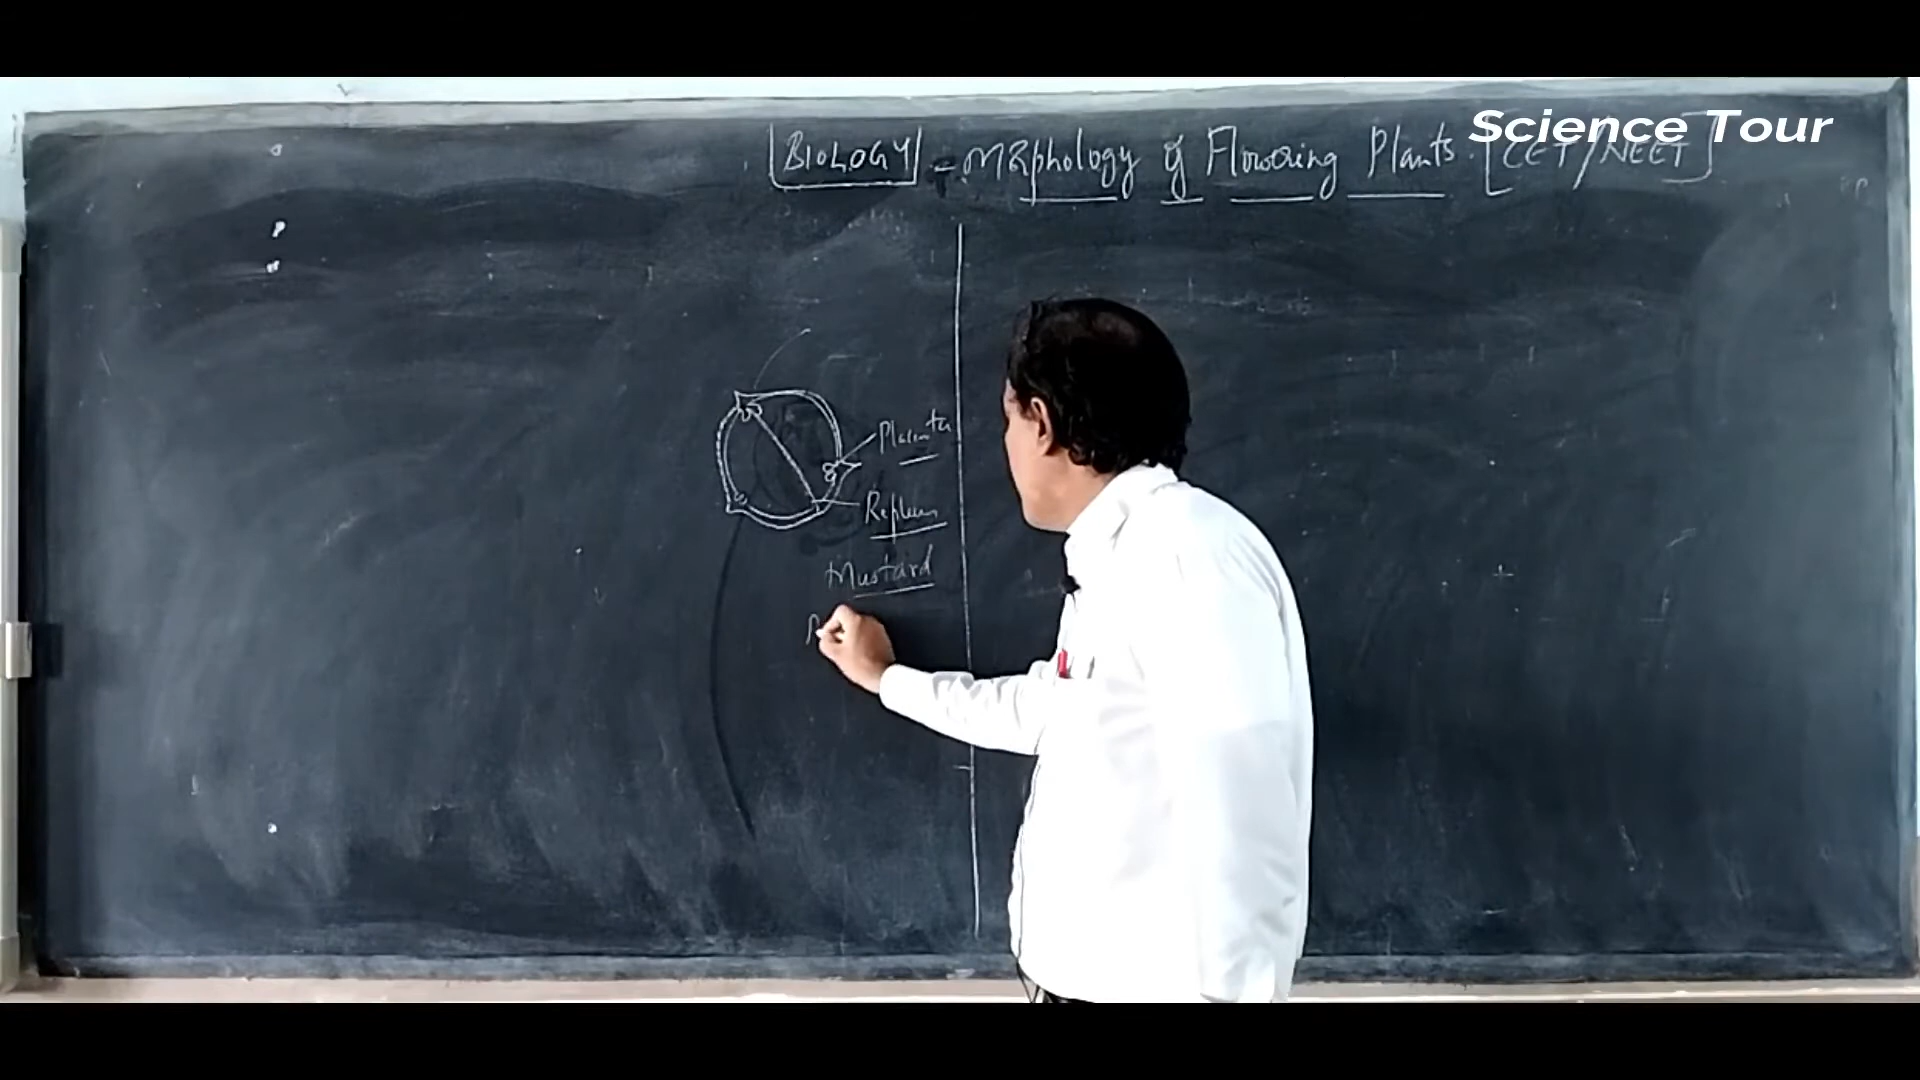 Science Tour
BIOLOGY - Morphology of Flowering Plants. [CET/NEET]
Placenta
Replum
Mustard